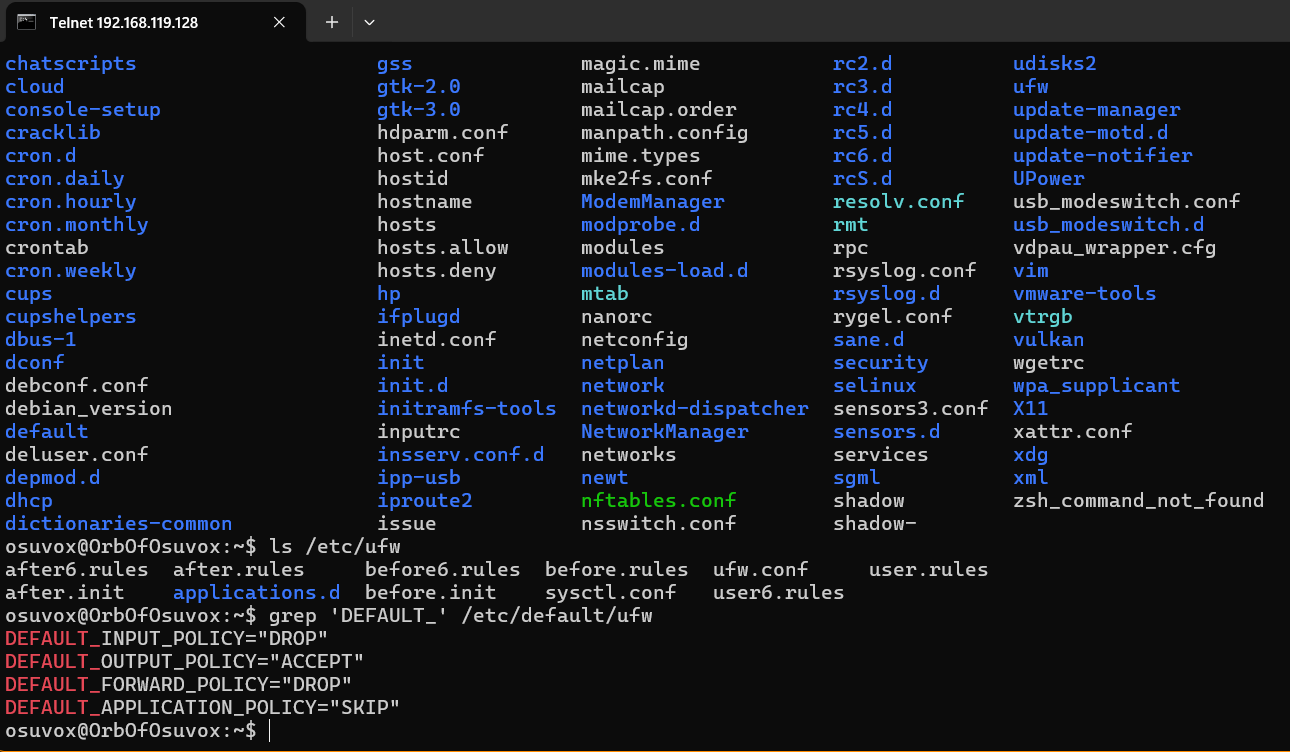 Telnet 192.168.119.128
chatscripts gss magic.mime rc2.d udisks2
cloud gtk-2.0 mailcap rc3.d ufw
console-setup gtk-3.0 mailcap.order rc4.d update-manager
cracklib hdparm.conf manpath.config rc5.d update-motd.d
cron.d host.conf mime.types rc6.d update-notifier
cron.daily hostid mke2fs.conf rcS.d UPower
cron.hourly hostname ModemManager resolv.conf usb_modeswitch.conf
cron.monthly hosts modprobe.d rmt usb_modeswitch.d
crontab hosts.allow modules rpc vdpau_wrapper.cfg
cron.weekly hosts.deny modules-load.d rsyslog.conf vim
cups hp mtab rsyslog.d vmware-tools
cupshelpers ifplugd nanorc rygel.conf vtrgb
dbus-1 inetd.conf netconfig sane.d vulkan
dconf init netplan security wgetrc
debconf.conf init.d network selinux wpa_supplicant
debian_version initramfs-tools networkd-dispatcher sensors3.conf X11
default inputrc NetworkManager sensors.d xattr.conf
deluser.conf insserv.conf.d networks services xdg
depmod.d ipp-usb newt sgml xml
dhcp iproute2 nftables.conf shadow zsh_command_not_found
dictionaries-common issue nsswitch.conf shadow-
osuvox@OrbOfOsuvox:~$ ls /etc/ufw
after6.rules after.rules before6.rules before.rules ufw.conf user.rules
after.init applications.d before.init sysctl.conf user6.rules
osuvox@OrbOfOsuvox:~$ grep 'DEFAULT_' /etc/default/ufw
DEFAULT_INPUT_POLICY="DROP"
DEFAULT_OUTPUT_POLICY="ACCEPT"
DEFAULT_FORWARD_POLICY="DROP"
DEFAULT_APPLICATION_POLICY="SKIP"
osuvox@OrbOfOsuvox:~$